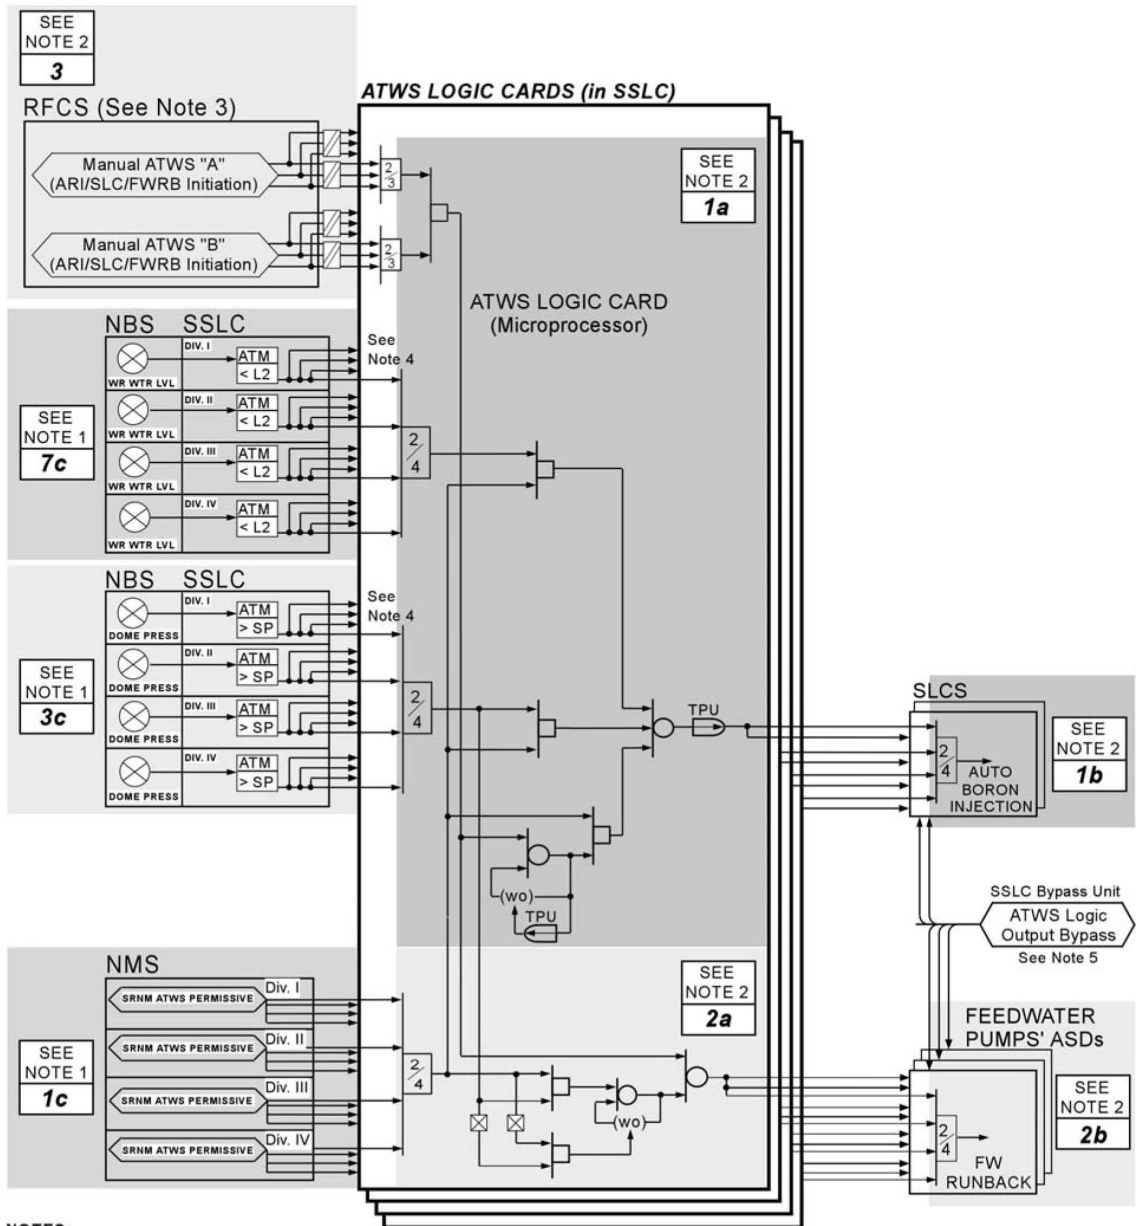 SEE
NOTE 2
3
RFCS (See Note 3)
Manual ATWS "A"
(ARI/SLC/FWRB Initiation)
Manual ATWS "B"
(ARI/SLC/FWRB Initiation)
ATWS LOGIC CARDS (in SSLC)
2/3
2/3
SEE
NOTE 2
1a
ATWS LOGIC CARD
(Microprocessor)
NBS SSLC
SEE
NOTE 1
7c
DIV. I
ATM
< L2
WR WTR LVL
DIV. II
ATM
< L2
WR WTR LVL
DIV. III
ATM
< L2
WR WTR LVL
DIV. IV
ATM
< L2
WR WTR LVL
See
Note 4
2/4
NBS SSLC
SEE
NOTE 1
3c
DIV. I
ATM
> SP
DOME PRESS
DIV. II
ATM
> SP
DOME PRESS
DIV. III
ATM
> SP
DOME PRESS
DIV. IV
ATM
> SP
DOME PRESS
See
Note 4
2/4
TPU
(wo)
TPU
SLCS
2/4
AUTO
BORON
INJECTION
SEE
NOTE 2
1b
SSLC Bypass Unit
ATWS Logic
Output Bypass
See Note 5
NMS
SEE
NOTE 1
1c
SRNM ATWS PERMISSIVE
Div. I
SRNM ATWS PERMISSIVE
Div. II
SRNM ATWS PERMISSIVE
Div. III
SRNM ATWS PERMISSIVE
Div. IV
2/4
SEE
NOTE 2
2a
(wo)
FEEDWATER
PUMPS' ASDs
2/4
FW
RUNBACK
SEE
NOTE 2
2b
NOTES